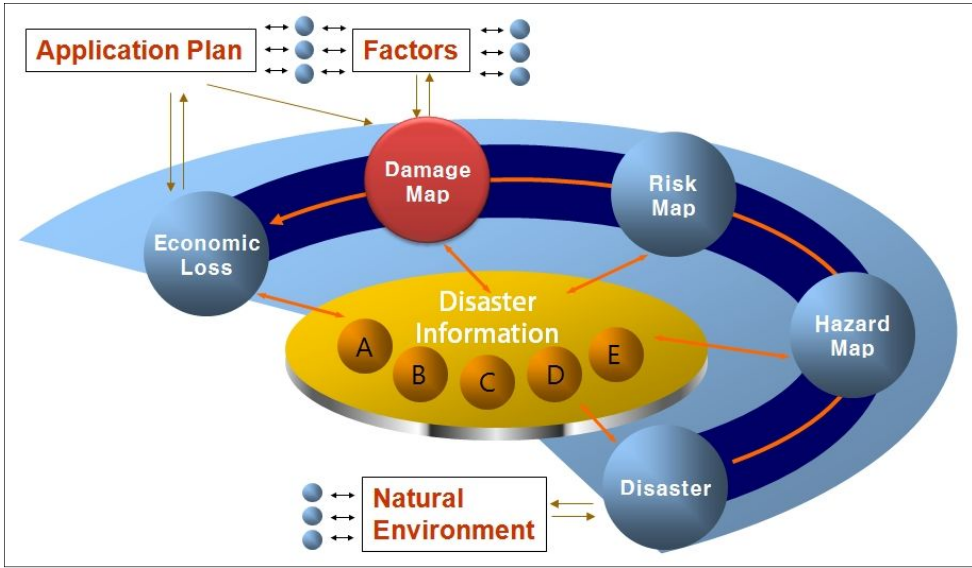 Application Plan
Factors
Damage
Map
Risk
Map
Economic
Loss
Disaster
Information
Hazard
Map
A
B
C
D
E
Disaster
Natural
Environment